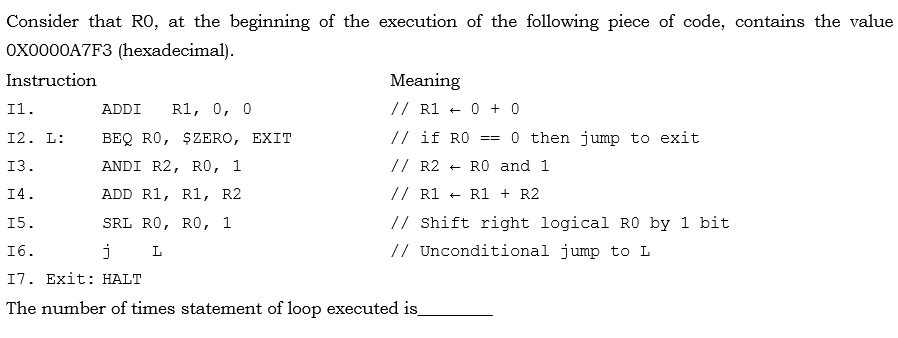 Consider that R0, at the beginning of the execution of the following piece of code, contains the value
0X0000A7F3 (hexadecimal).
Instruction Meaning
I1. ADDI R1, 0, 0 // R1 ← 0 + 0
I2. L: BEQ R0, $ZERO, EXIT // if R0 == 0 then jump to exit
I3. ANDI R2, R0, 1 // R2 ← R0 and 1
I4. ADD R1, R1, R2 // R1 ← R1 + R2
I5. SRL R0, R0, 1 // Shift right logical R0 by 1 bit
I6. j L // Unconditional jump to L
I7. Exit: HALT
The number of times statement of loop executed is________